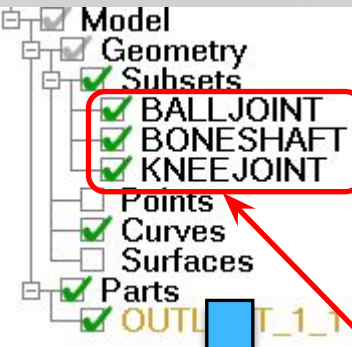 Model
Geometry
Subsets
BALLJOINT
BONESHAFT
KNEEJOINT
Points
Curves
Surfaces
Parts